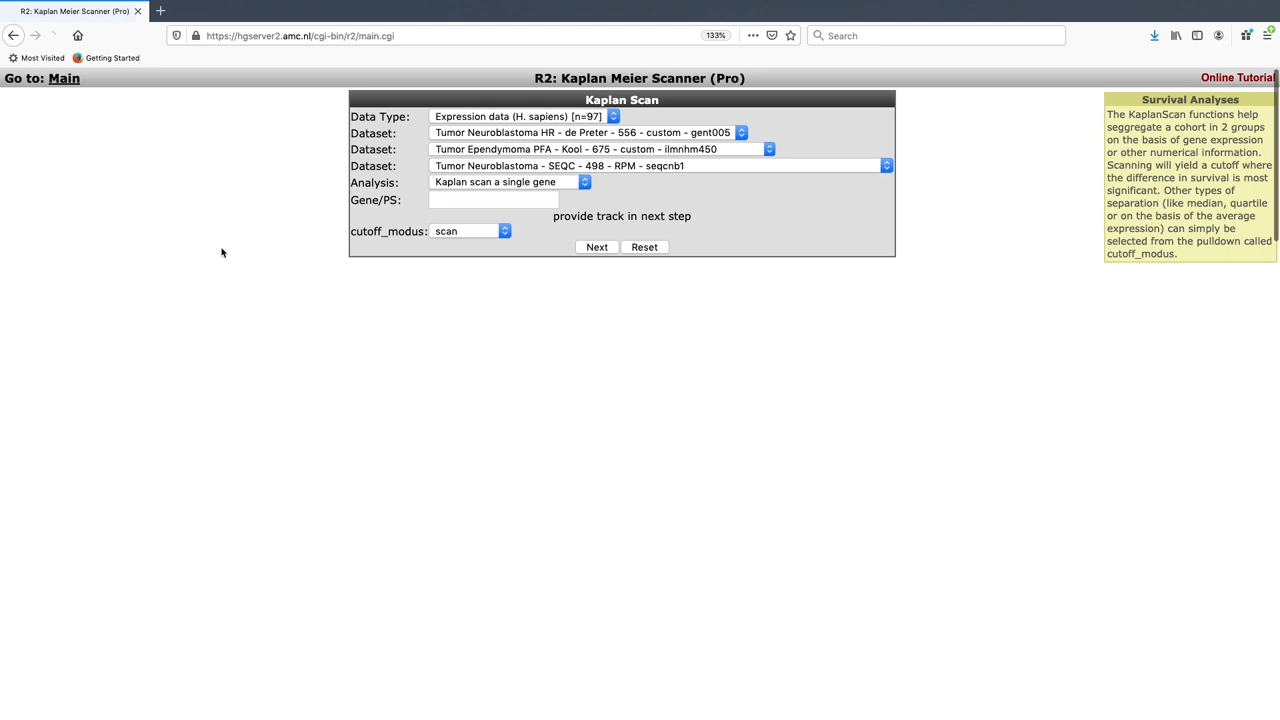 R2: Kaplan Meier Scanner (Pro)
https://hgserver2.amc.nl/cgi-bin/r2/main.cgi
133%
Search
Most Visited
Getting Started
Go to: Main
R2: Kaplan Meier Scanner (Pro)
Online Tutorial
Kaplan Scan
Data Type: Expression data (H. sapiens) [n=97]
Dataset: Tumor Neuroblastoma HR - de Preter - 556 - custom - gent005
Dataset: Tumor Ependymoma PFA - Kool - 675 - custom - ilmnhm450
Dataset: Tumor Neuroblastoma - SEQC - 498 - RPM - seqcnb1
Analysis: Kaplan scan a single gene
Gene/PS:
provide track in next step
cutoff_modus: scan
Next Reset
Survival Analyses
The KaplanScan functions help
seggregate a cohort in 2 groups
on the basis of gene expression
or other numerical information.
Scanning will yield a cutoff where
the difference in survival is most
significant. Other types of
separation (like median, quartile
or on the basis of the average
expression) can simply be
selected from the pulldown called
cutoff_modus.